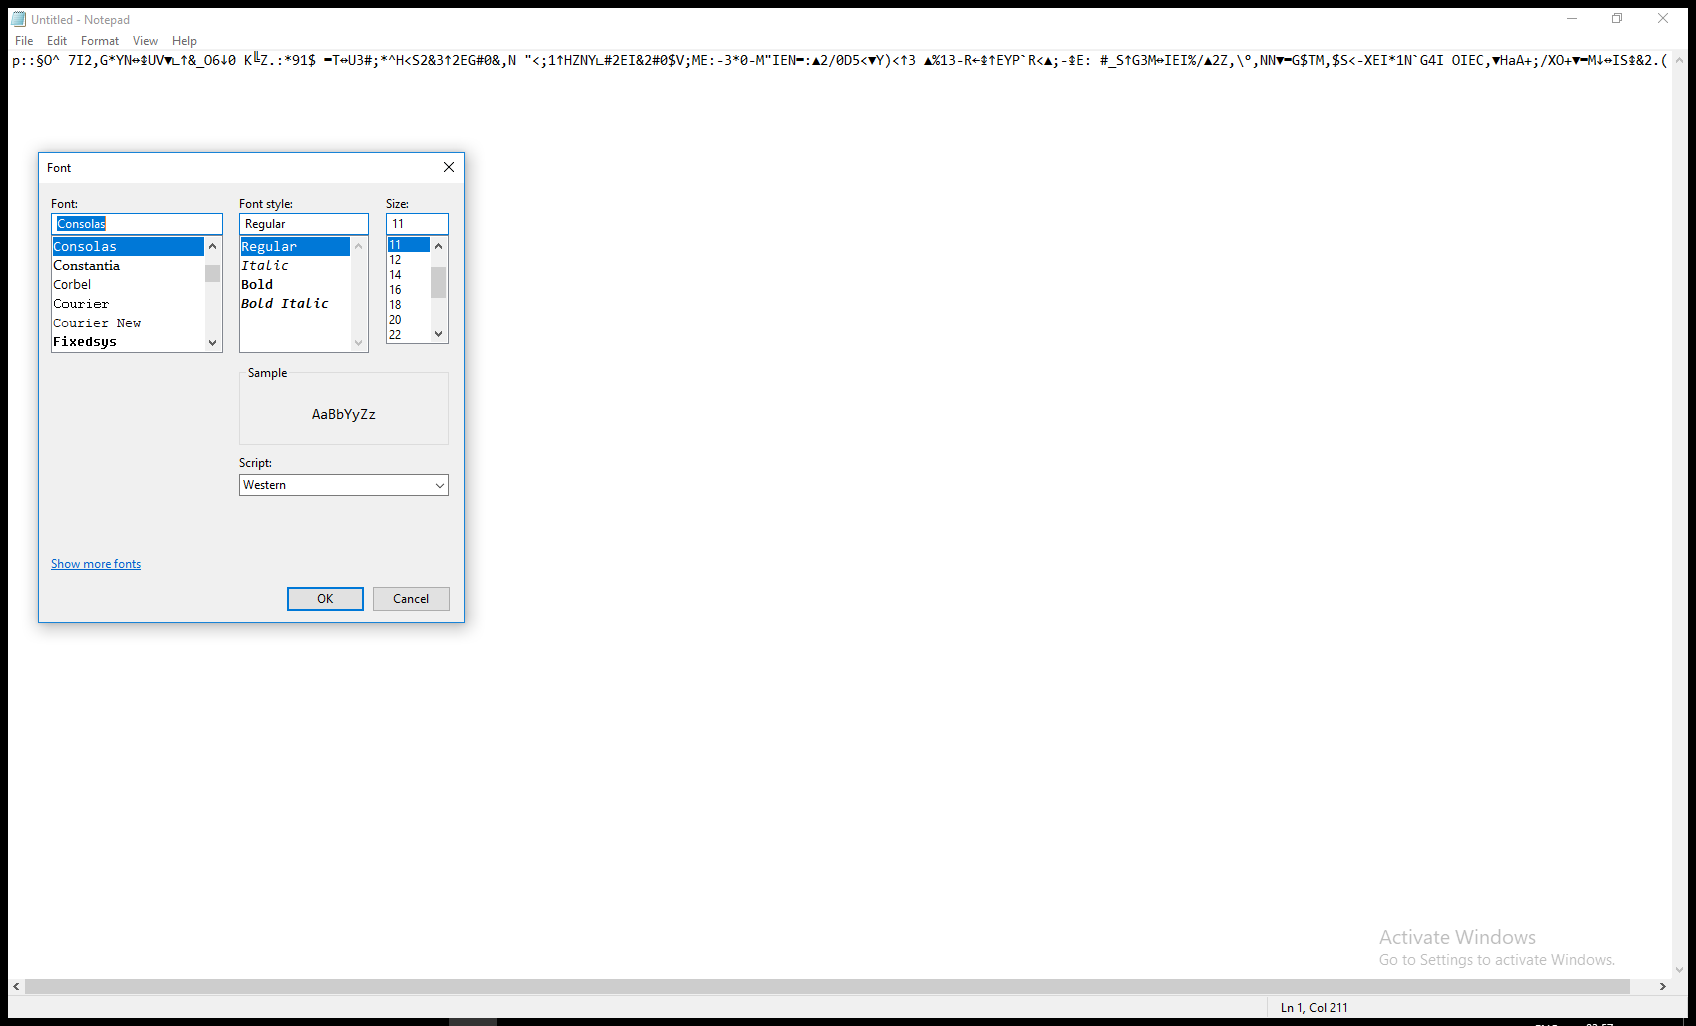 Untitled - Notepad
File Edit Format View Help
p::§O^ 7I2,G*YN↔↨UV▼∟↑&_O6↓0 K╚Z.:*91$ ▬T↔U3#;*^H<S2&3↑2EG#0&,N "<;1↑HZNY∟#2EI&2#0$V;ME:-3*0-M"IEN▬:▲2/0D5<▼Y)<↑3 ▲%13-R←↨↑EYP`R<▲;-↨E: #_S↑G3M↔IEI%/▲2Z,\°,NN▼▬G$TM,$S<-XEI*1N`G4I OIEC,▼HaA+;/XO+▼▬M↓↔IS↨&2.(
Font
Font: Font style: Size:
Consolas Regular 11
Consolas Regular 11
Constantia Italic 12
Corbel Bold 14
Courier Bold Italic 16
Courier New 18
Fixedsys 20
22
Sample
AaBbYyZz
Script:
Western
Show more fonts
OK Cancel
Activate Windows
Go to Settings to activate Windows.
Ln 1, Col 211